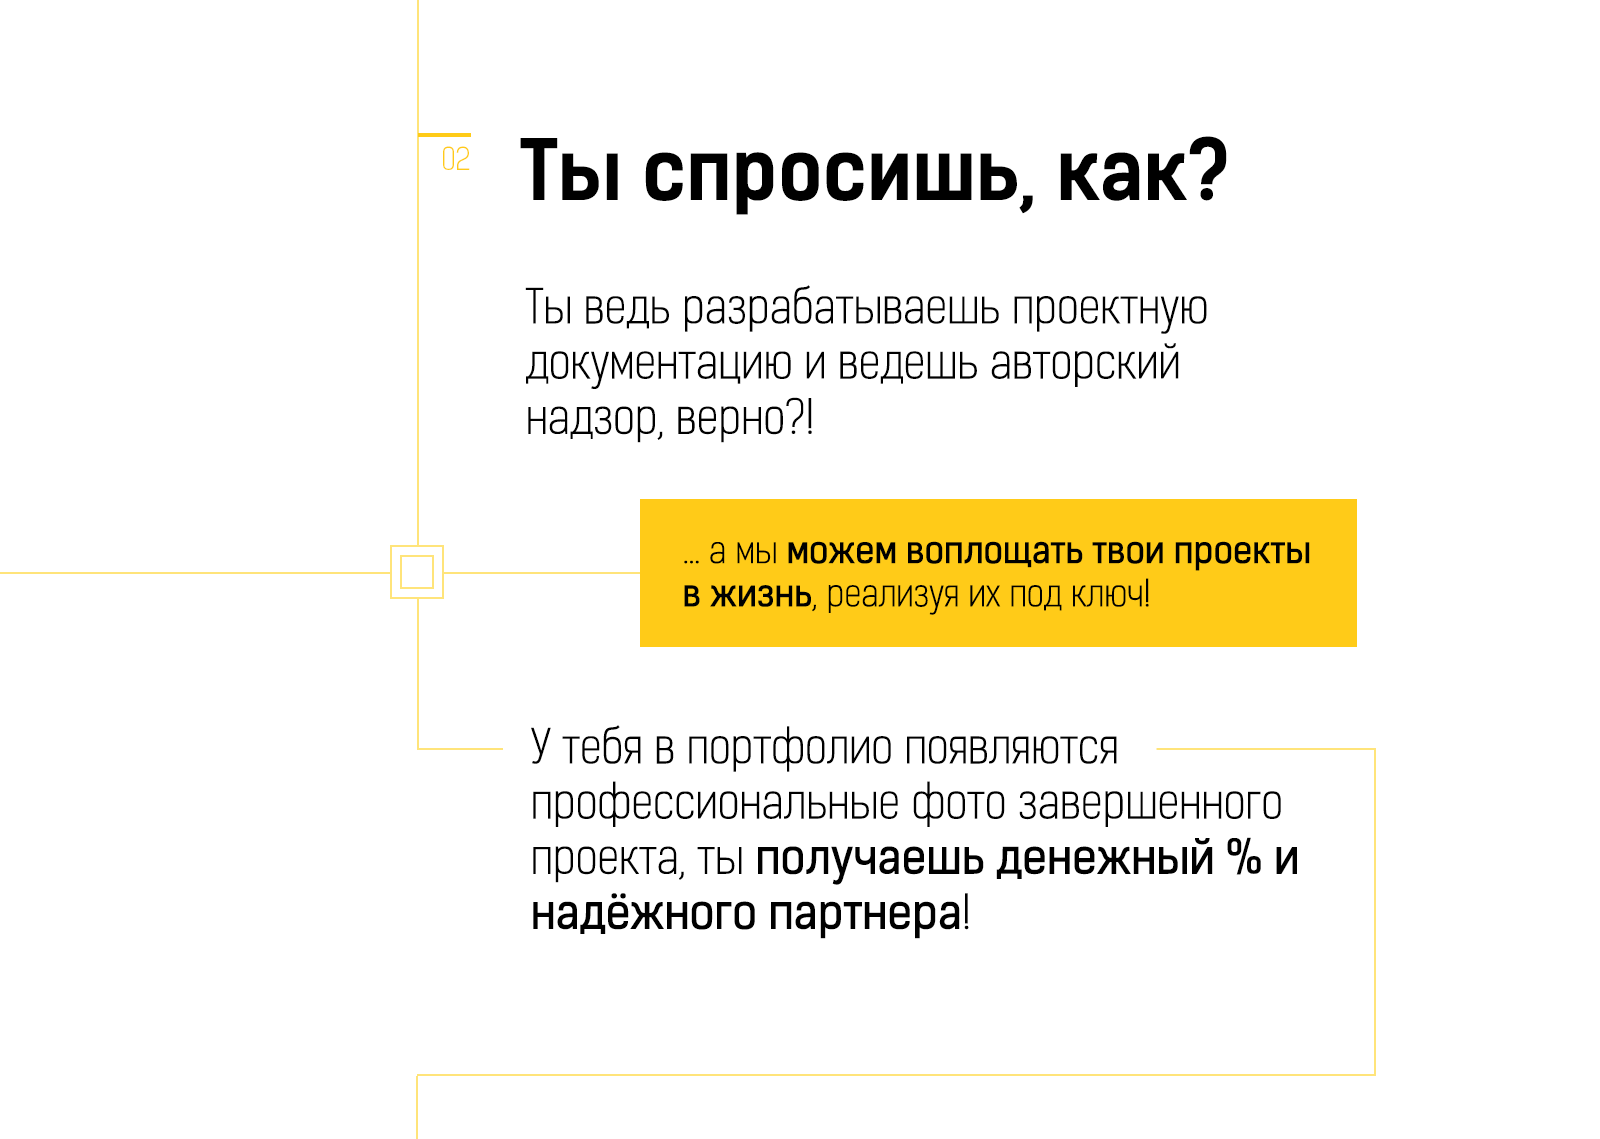 02
Ты спросишь, как?
Ты ведь разрабатываешь проектную
документацию и ведешь авторский
надзор, верно?!
... а мы можем воплощать твои проекты
в жизнь, реализуя их под ключ!
У тебя в портфолио появляются
профессиональные фото завершенного
проекта, ты получаешь денежный % и
надёжного партнера!